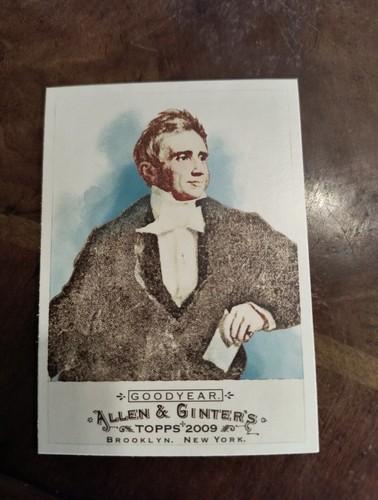 GOODYEAR.
ALLEN & GINTER'S
TOPPS 2009
BROOKLYN. NEW YORK.